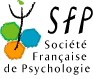 SfP
Société
Française
de Psychologie